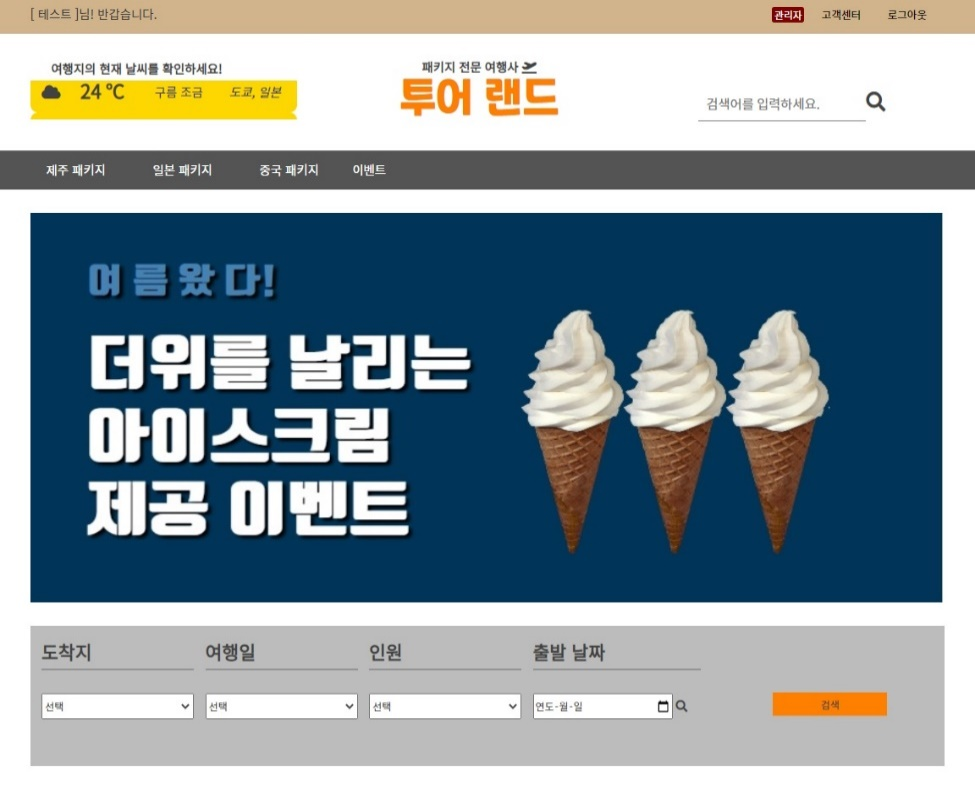 [ 테스트 ]님! 반갑습니다.
관리자 고객센터 로그아웃
여행지의 현재 날씨를 확인하세요!
24 ℃ 구름 조금 도쿄, 일본
패키지 전문 여행사
투어 랜드
검색어를 입력하세요.
제주 패키지 일본 패키지 중국 패키지 이벤트
여름왔다!
더위를 날리는
아이스크림
제공 이벤트
도착지 여행일 인원 출발 날짜
선택 선택 선택 연도-월-일 검색